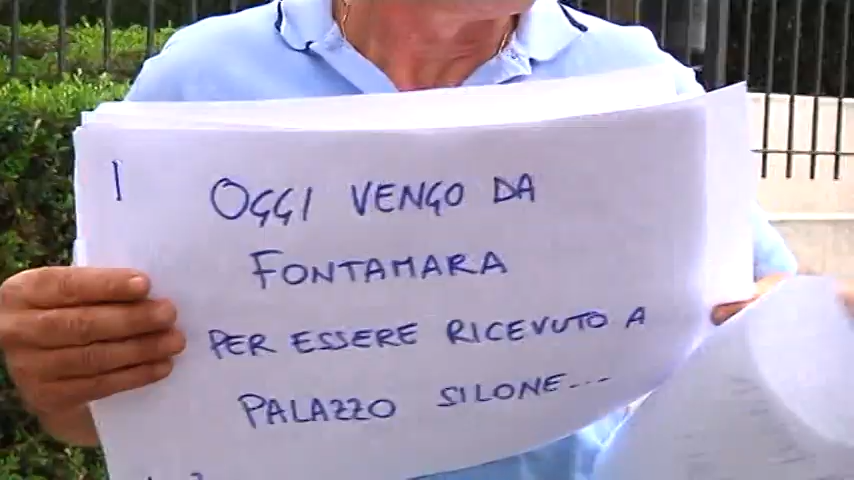 1 OGGI VENGO DA
FONTAMARA
PER ESSERE RICEVUTO A
PALAZZO SILONE...